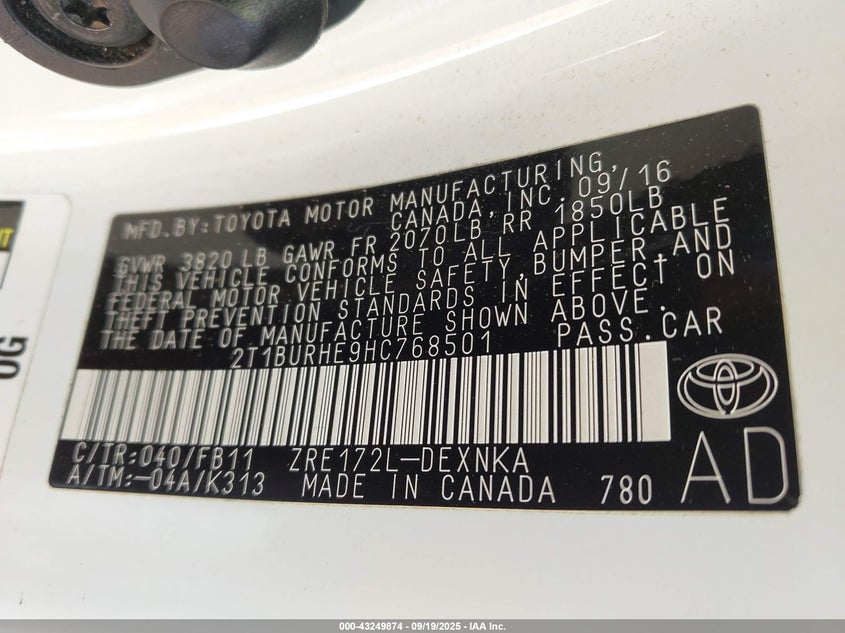 MFD.BY:TOYOTA MOTOR MANUFACTURING,
CANADA, INC. 09/16
GVWR 3820 LB GAWR FR 2070LB RR 1850LB
THIS VEHICLE CONFORMS TO ALL APPLICABLE
FEDERAL MOTOR VEHICLE SAFETY, BUMPER, AND
THEFT PREVENTION STANDARDS IN EFFECT ON
THE DATE OF MANUFACTURE SHOWN ABOVE.
2T1BURHE9HC768501 PASS.CAR
C/TR:040/FB11 ZRE172L-DEXNKA
A/TM:-04A/K313 MADE IN CANADA 780 AD
OG
000-43249874 - 09/19/2025 - IAA Inc.